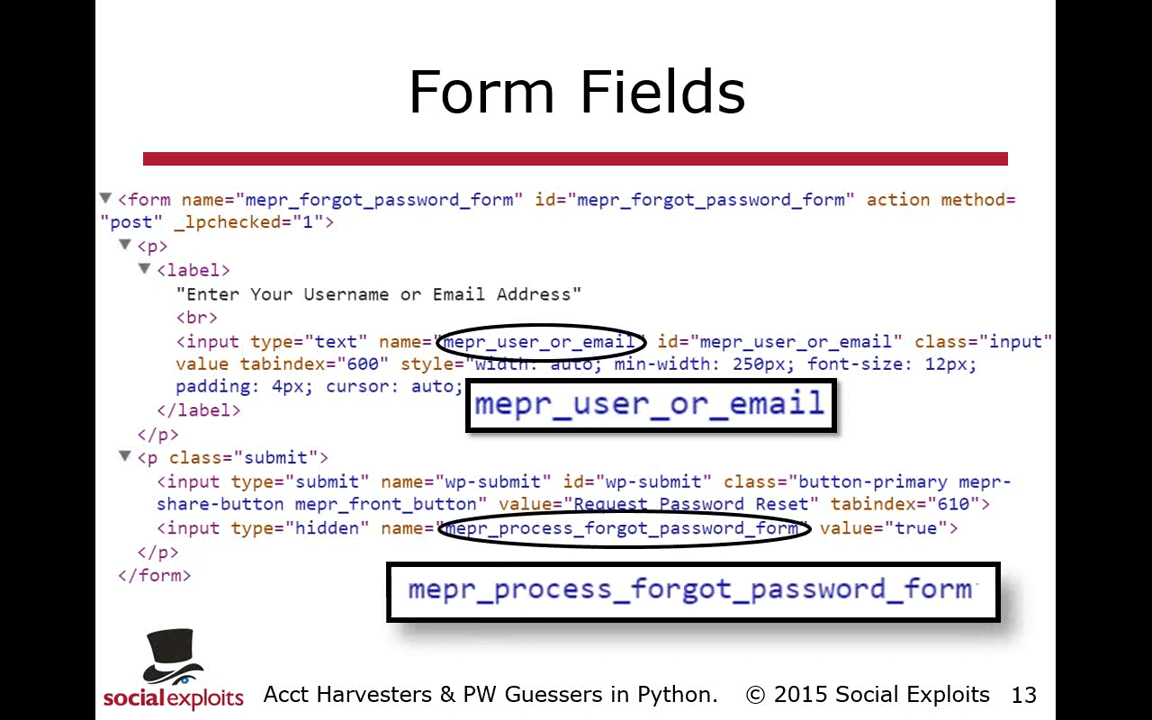 Form Fields
<form name="mepr_forgot_password_form" id="mepr_forgot_password_form" action method=
"post" _lpchecked="1">
<p>
<label>
"Enter Your Username or Email Address"
<br>
<input type="text" name="mepr_user_or_email" id="mepr_user_or_email" class="input"
value tabindex="600" style="width: auto; min-width: 250px; font-size: 12px;
padding: 4px; cursor: auto;
mepr_user_or_email
</label>
</p>
<p class="submit">
<input type="submit" name="wp-submit" id="wp-submit" class="button-primary mepr-
share-button mepr_front_button" value="Request Password Reset" tabindex="610">
<input type="hidden" name="mepr_process_forgot_password_form" value="true">
</p>
</form>
mepr_process_forgot_password_form
socialexploits
Acct Harvesters & PW Guessers in Python. © 2015 Social Exploits 13